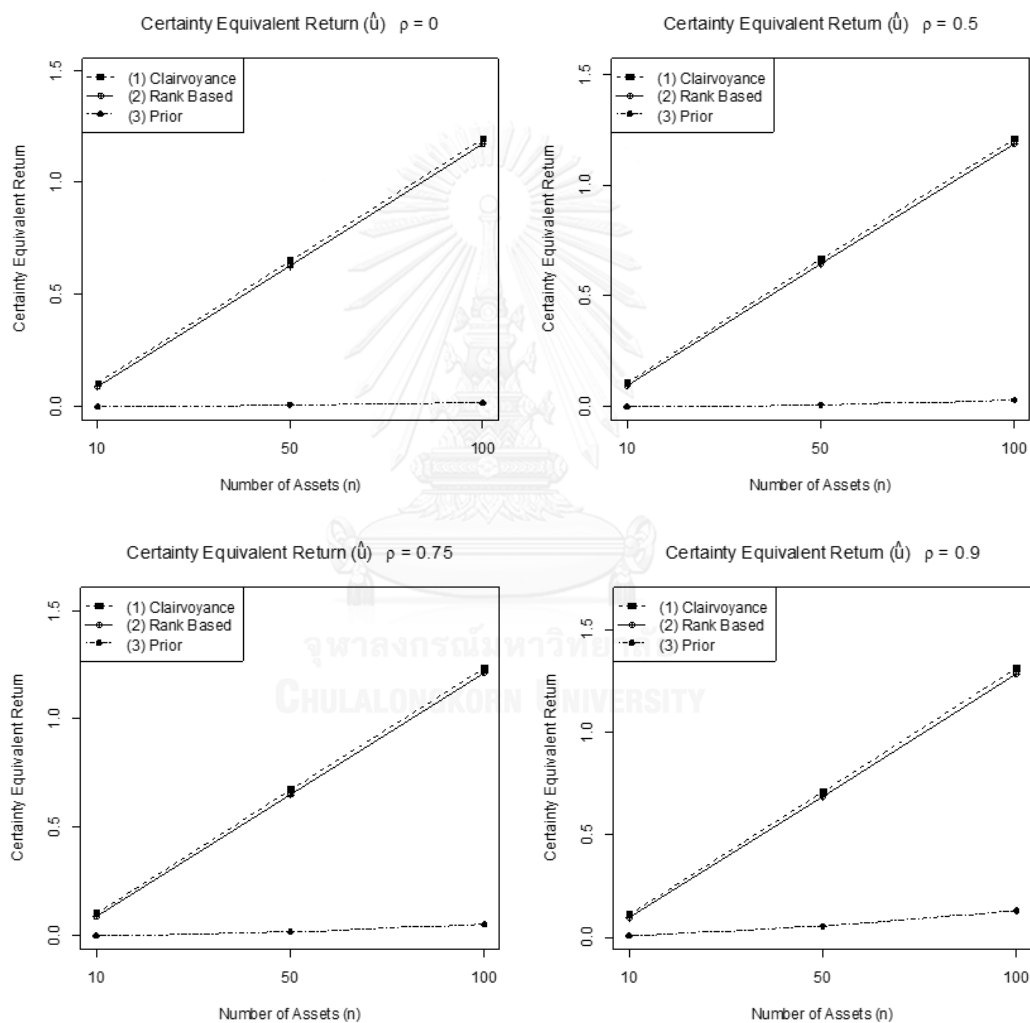 Certainty Equivalent Return (û) ρ = 0
(1) Clairvoyance
(2) Rank Based
(3) Prior
Certainty Equivalent Return
0.0
0.5
1.0
1.5
10
50
100
Number of Assets (n)
Certainty Equivalent Return (û) ρ = 0.5
(1) Clairvoyance
(2) Rank Based
(3) Prior
Certainty Equivalent Return
0.0
0.5
1.0
1.5
10
50
100
Number of Assets (n)
Certainty Equivalent Return (û) ρ = 0.75
(1) Clairvoyance
(2) Rank Based
(3) Prior
Certainty Equivalent Return
0.0
0.5
1.0
1.5
10
50
100
Number of Assets (n)
Certainty Equivalent Return (û) ρ = 0.9
(1) Clairvoyance
(2) Rank Based
(3) Prior
Certainty Equivalent Return
0.0
0.5
1.0
1.5
10
50
100
Number of Assets (n)
จุฬาลงกรณ์มหาวิทยาลัย
CHULALONGKORN UNIVERSITY